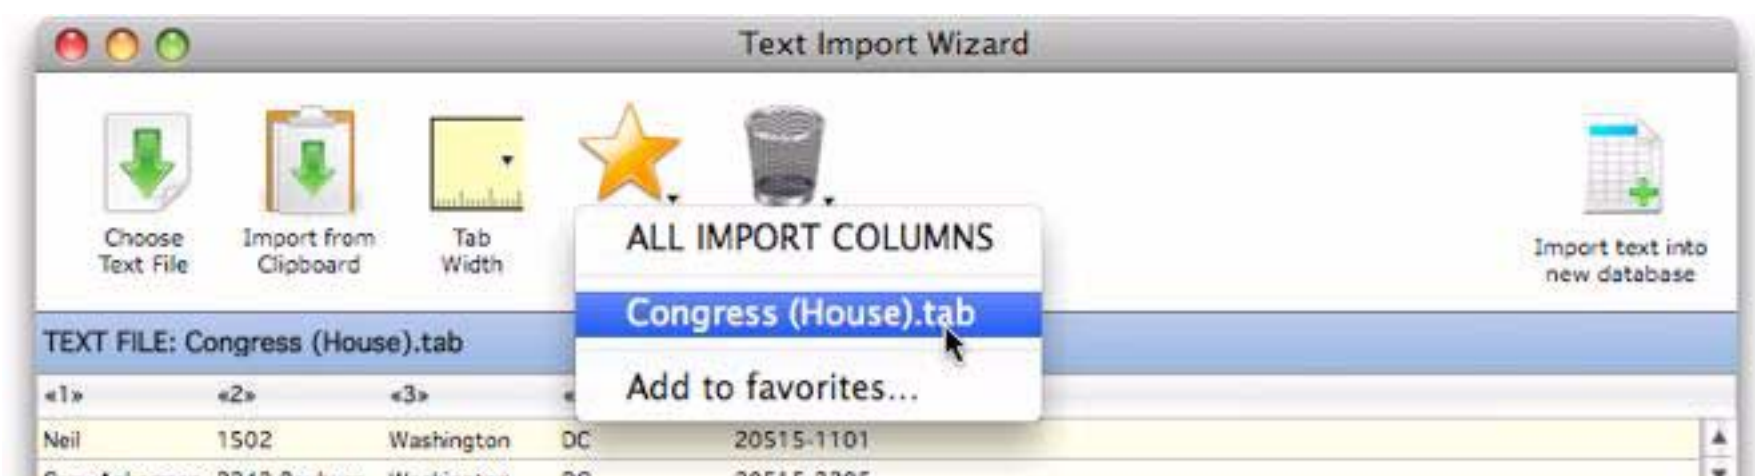 Text Import Wizard
Choose
Text File
Import from
Clipboard
Tab
Width
Import text into
new database
ALL IMPORT COLUMNS
Congress (House).tab
Add to favorites...
TEXT FILE: Congress (House).tab
«1» «2» «3» «
Neil 1502 Washington DC 20515-1101